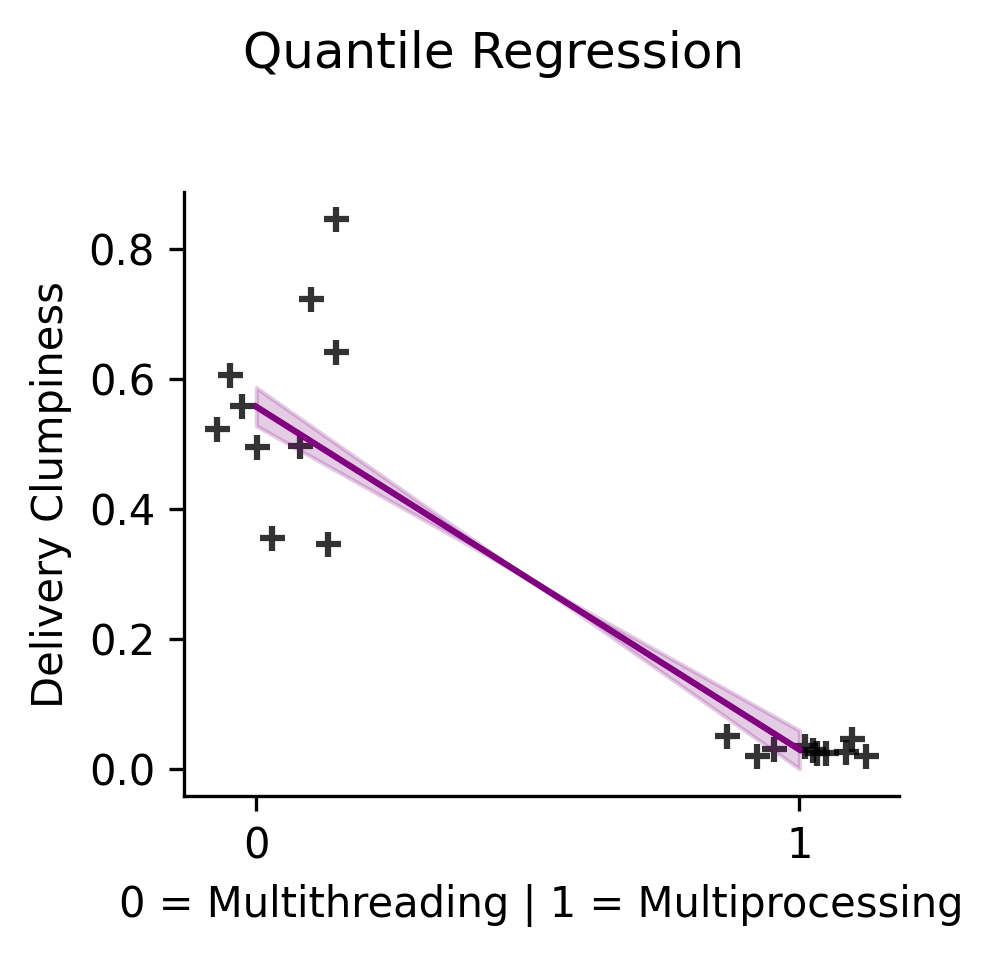 Quantile Regression
Delivery Clumpiness
0.8
0.6
0.4
0.2
0.0
0
1
0 = Multithreading | 1 = Multiprocessing